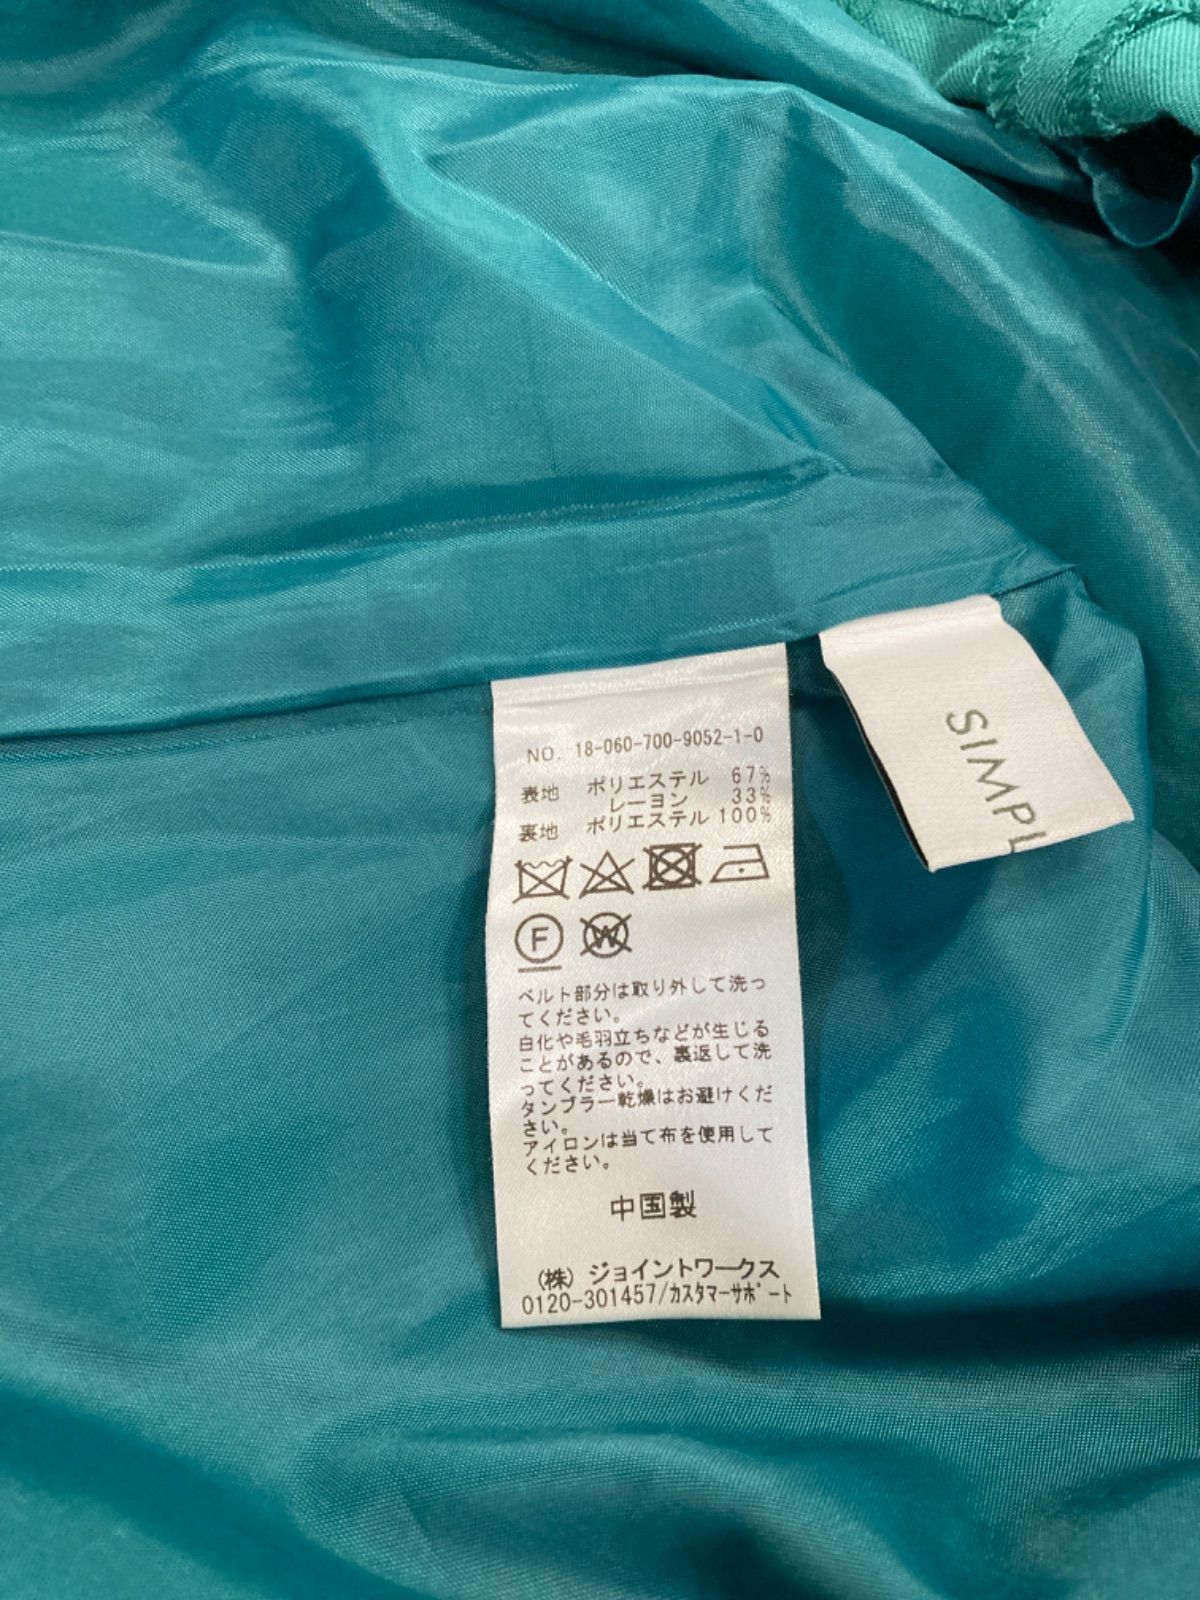 NO. 18-060-700-9052-1-0
表地 ポリエステル 67%
レーヨン 33%
裏地 ポリエステル 100%
F
W
ベルト部分は取り外して洗っ
てください。
白化や毛羽立ちなどが生じる
ことがあるので、裏返して洗
ってください。
タンブラー乾燥はお避けくだ
さい。
アイロンは当て布を使用して
ください。
中国製
(株) ジョイントワークス
0120-301457/カスタマーサポート
SIMPL